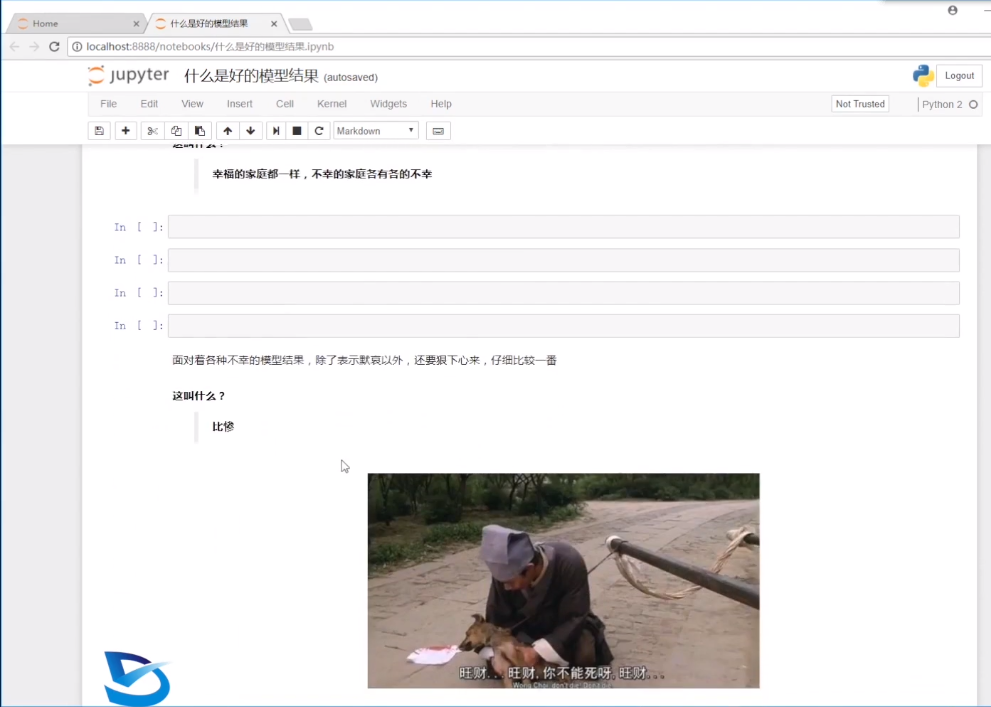 Home
什么是好的模型结果
localhost:8888/notebooks/什么是好的模型结果.ipynb
jupyter 什么是好的模型结果 (autosaved)
Logout
File Edit View Insert Cell Kernel Widgets Help
Not Trusted
Python 2
Markdown
这叫什么？
幸福的家庭都一样，不幸的家庭各有各的不幸
In [ ]:
In [ ]:
In [ ]:
In [ ]:
面对着各种不幸的模型结果，除了表示默哀以外，还要狠下心来，仔细比较一番
这叫什么？
比惨
旺财... 旺财,你不能死呀.旺财...